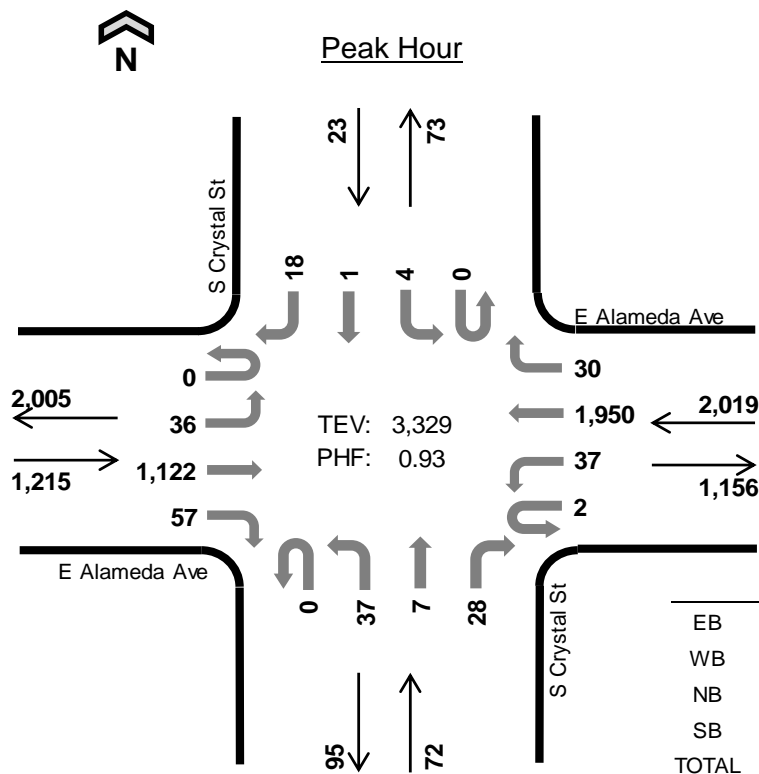 Peak Hour
N
23
73
S Crystal St
18
1
4
0
E Alameda Ave
0
30
2,005
36
TEV: 3,329
1,950
2,019
1,215
1,122
PHF: 0.93
37
1,156
57
2
E Alameda Ave
0
37
7
28
S Crystal St
EB
WB
NB
SB
TOTAL
95
72